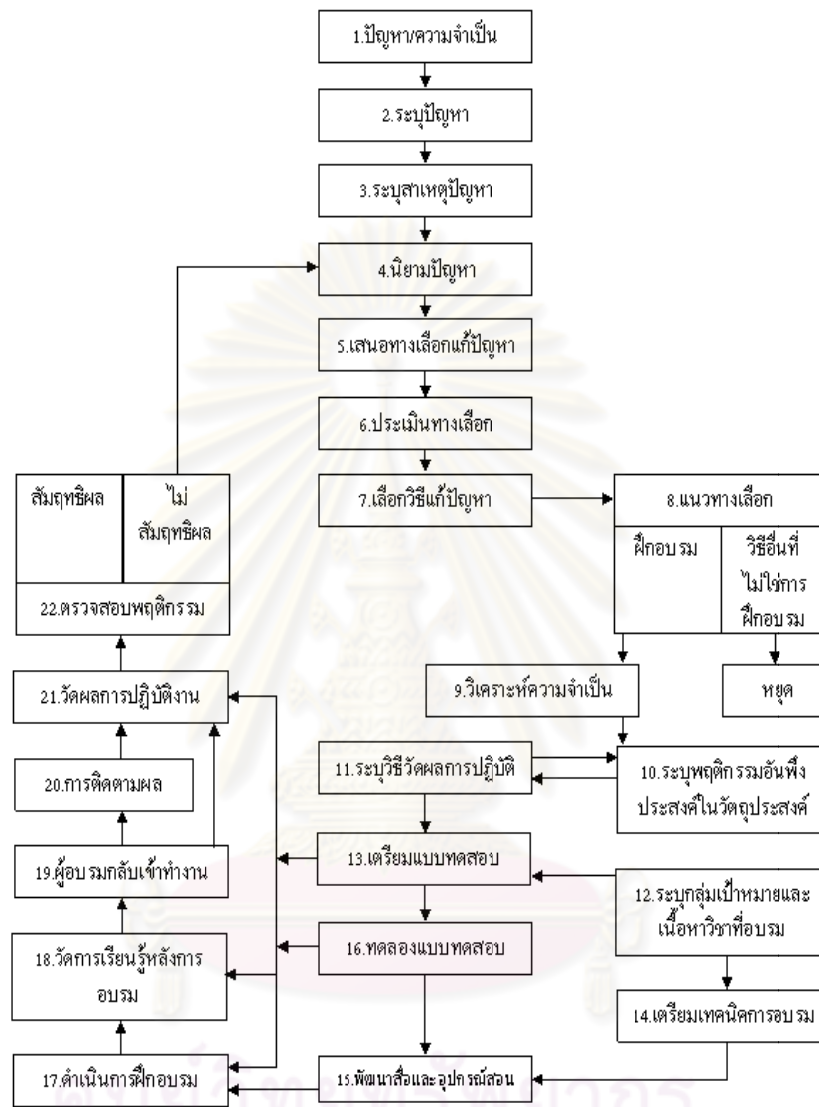 1.ปัญหา/ความจำเป็น
2.ระบุปัญหา
3.ระบุสาเหตุปัญหา
4.นิยามปัญหา
5.เสนอทางเลือกแก้ปัญหา
6.ประเมินทางเลือก
7.เลือกวิธีแก้ปัญหา
8.แนวทางเลือก
ฝึกอบรม
วิธีอื่นที่
ไม่ใช่การ
ฝึกอบรม
หยุด
9.วิเคราะห์ความจำเป็น
10.ระบุพฤติกรรมอันพึง
ประสงค์ในวัตถุประสงค์
11.ระบุวิธีวัดผลการปฏิบัติ
12.ระบุกลุ่มเป้าหมายและ
เนื้อหาวิชาที่อบรม
13.เตรียมแบบทดสอบ
14.เตรียมเทคนิคการอบรม
15.พัฒนาสื่อและอุปกรณ์สอน
16.ทดลองแบบทดสอบ
17.ดำเนินการฝึกอบรม
18.วัดการเรียนรู้หลังการ
อบรม
19.ผู้อบรมกลับเข้าทำงาน
20.การติดตามผล
21.วัดผลการปฏิบัติงาน
22.ตรวจสอบพฤติกรรม
สัมฤทธิผล
ไม่
สัมฤทธิผล
ศูนย์วิทยทรัพยากร